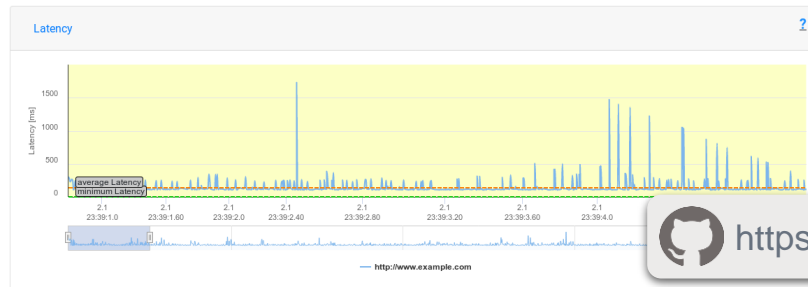 Latency
?
1500
1000
500
0
Latency [ms]
average Latency
minimum Latency
2.1 2.1 2.1 2.1 2.1 2.1 2.1 2.1
23:39:1.0 23:39:1.60 23:39:2.0 23:39:2.40 23:39:2.80 23:39:3.20 23:39:3.60 23:39:4.0
https
http://www.example.com